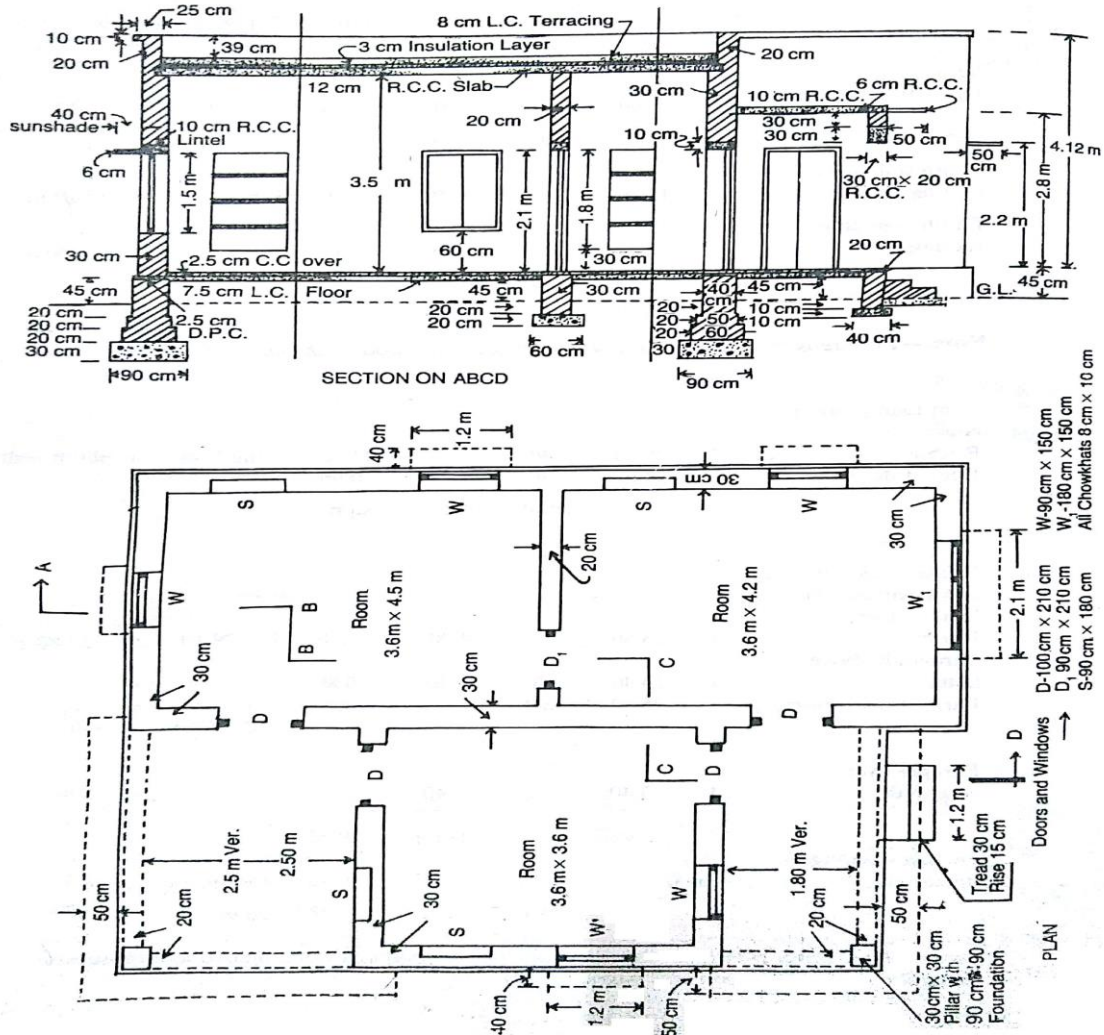 25 cm
10 cm
20 cm
39 cm
8 cm L.C. Terracing
3 cm Insulation Layer
12 cm R.C.C. Slab
20 cm
30 cm
6 cm R.C.C.
10 cm R.C.C.
40 cm
sunshade
10 cm R.C.C.
Lintel
6 cm
1.5 m
3.5 m
20 cm
10 cm
2.1 m
1.8 m
30 cm
30 cm
50 cm
30 cm × 20 cm
R.C.C.
50
cm
2.2 m
2.8 m
4.12 m
60 cm
30 cm
30 cm
2.5 cm C.C over
45 cm
7.5 cm L.C. Floor
45 cm
30 cm
40
cm
45 cm
20 cm
G.L.
45 cm
20 cm
20 cm
20 cm
30 cm
2.5 cm
D.P.C.
20 cm
20 cm
60 cm
20
20
20
30
50
60
10 cm
10 cm
40 cm
90 cm
90 cm
SECTION ON ABCD
40 cm
1.2 m
A
W
S
W
30 cm
S
W
30 cm
B
B
Room
3.6m × 4.5 m
20 cm
Room
3.6 m × 4.2 m
W1
2.1 m
30 cm
D
D1
30 cm
C
D
50 cm
2.5 m Ver.
2.50 m
D
C
D
20 cm
S
30 cm
S
Room
3.6m × 3.6 m
W1
W
1.80 m Ver.
20 cm
50 cm
1.2 m
D
Tread 30 cm
Rise 15 cm
40 cm
1.2 m
50 cm
30cm× 30 cm
Pillar with
90 cm × 90 cm
Foundation
PLAN
Doors and Windows
D-100 cm × 210 cm
D1 90 cm × 210 cm
S-90 cm × 180 cm
W-90 cm × 150 cm
W1-180 cm × 150 cm
All Chowkhats 8 cm × 10 cm